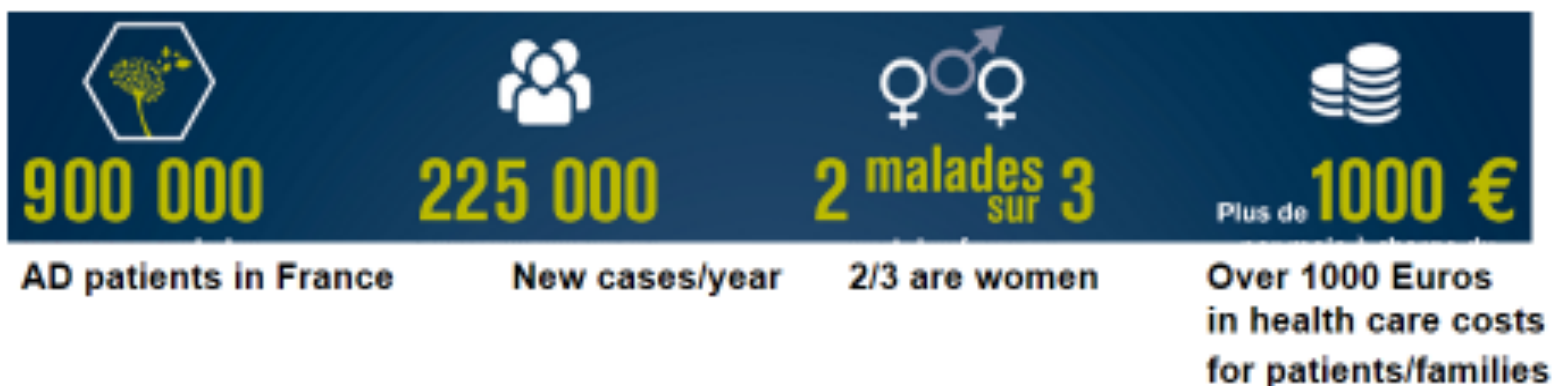 900 000
225 000
2 malades sur 3
Plus de 1000 €
AD patients in France
New cases/year
2/3 are women
Over 1000 Euros
in health care costs
for patients/families